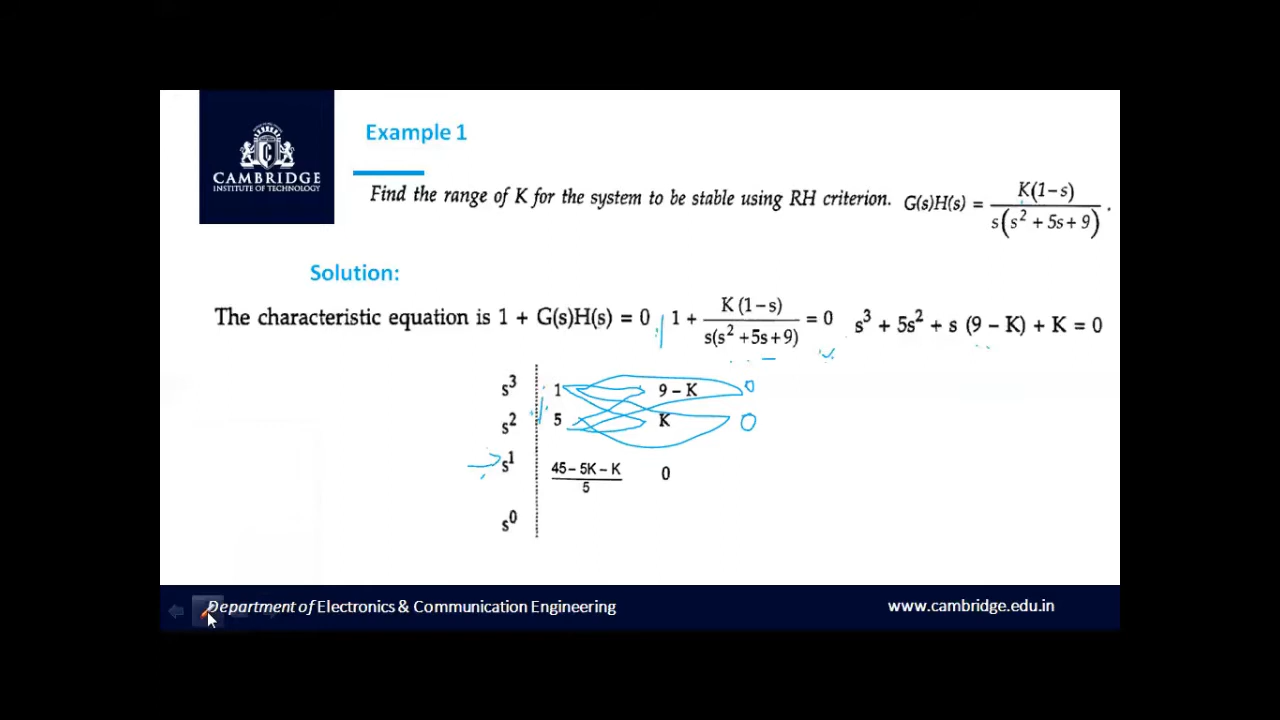 CAMBRIDGE
INSTITUTE OF TECHNOLOGY
Example 1
Find the range of K for the system to be stable using RH criterion. G(s)H(s) = K(1−s) / s(s² + 5s + 9) .
Solution:
The characteristic equation is 1 + G(s)H(s) = 0 1 + K (1−s) / s(s² +5s+9) = 0 s³ + 5s² + s (9 − K) + K = 0
s³ 1 9 − K 0
s² 5 K 0
s¹ 45 − 5K − K / 5 0
s⁰
Department of Electronics & Communication Engineering
www.cambridge.edu.in